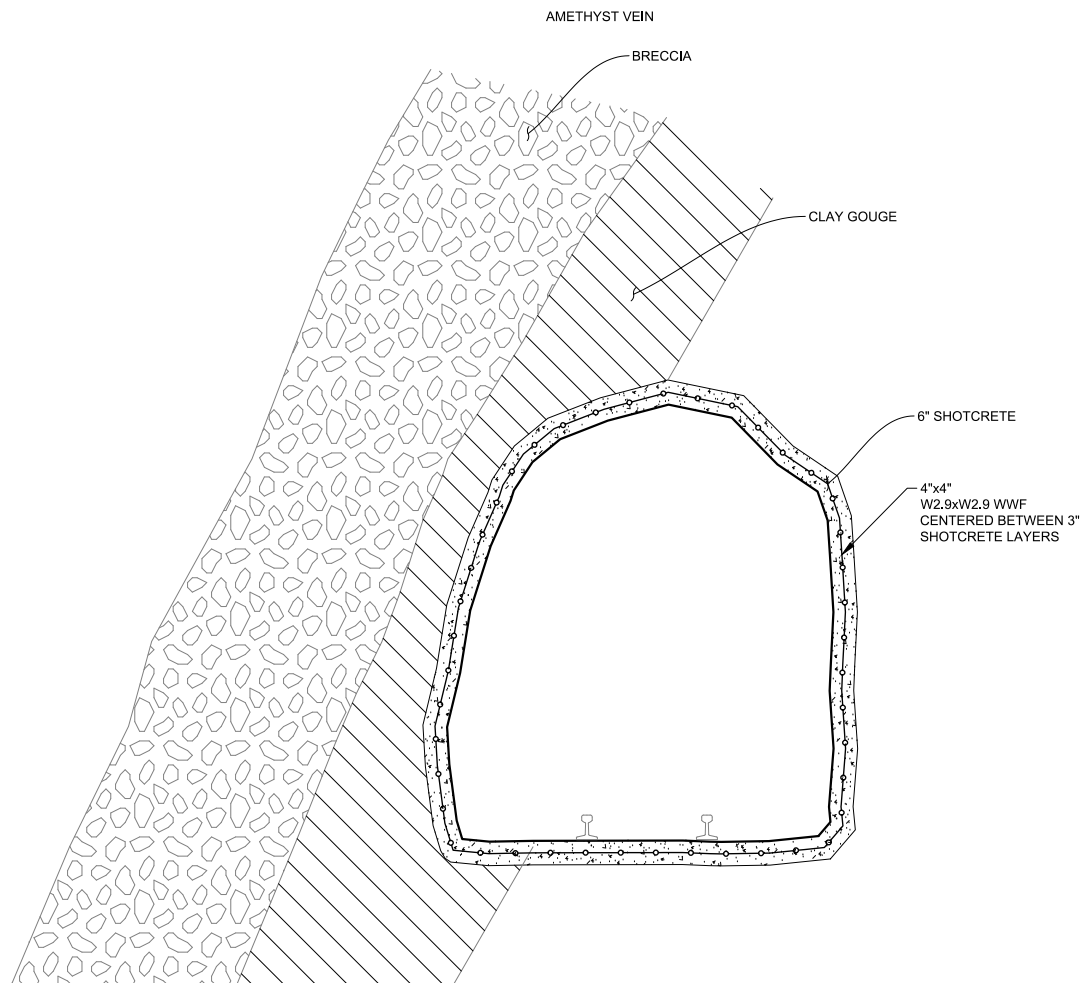 AMETHYST VEIN
BRECCIA
CLAY GOUGE
6" SHOTCRETE
4"x4"
W2.9xW2.9 WWF
CENTERED BETWEEN 3"
SHOTCRETE LAYERS